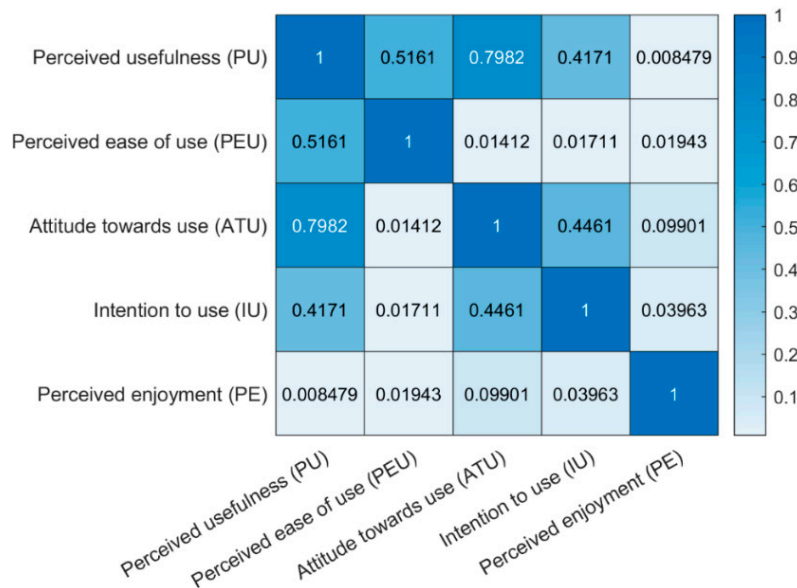 Perceived usefulness (PU) 1 0.5161 0.7982 0.4171 0.008479
Perceived ease of use (PEU) 0.5161 1 0.01412 0.01711 0.01943
Attitude towards use (ATU) 0.7982 0.01412 1 0.4461 0.09901
Intention to use (IU) 0.4171 0.01711 0.4461 1 0.03963
Perceived enjoyment (PE) 0.008479 0.01943 0.09901 0.03963 1
Perceived usefulness (PU)
Perceived ease of use (PEU)
Attitude towards use (ATU)
Intention to use (IU)
Perceived enjoyment (PE)
1
0.9
0.8
0.7
0.6
0.5
0.4
0.3
0.2
0.1